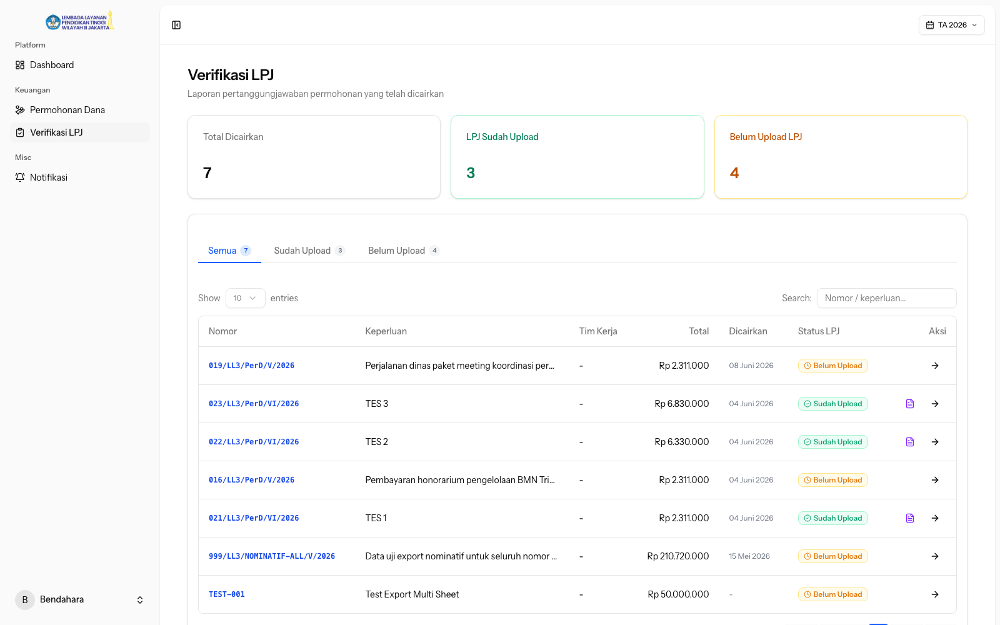 LEMBAGA LAYANAN
PENDIDIKAN TINGGI
WILAYAH III JAKARTA
Platform
Dashboard
Keuangan
Permohonan Dana
Verifikasi LPJ
Misc
Notifikasi
B Bendahara
TA 2026
Verifikasi LPJ
Laporan pertanggungjawaban permohonan yang telah dicairkan
Total Dicairkan
7
LPJ Sudah Upload
3
Belum Upload LPJ
4
Semua 7 Sudah Upload 3 Belum Upload 4
Show 10 entries Search: Nomor / keperluan...
Nomor Keperluan Tim Kerja Total Dicairkan Status LPJ Aksi
019/LL3/PerD/V/2026 Perjalanan dinas paket meeting koordinasi per... - Rp 2.311.000 08 Juni 2026 Belum Upload
023/LL3/PerD/VI/2026 TES 3 - Rp 6.830.000 04 Juni 2026 Sudah Upload
022/LL3/PerD/VI/2026 TES 2 - Rp 6.330.000 04 Juni 2026 Sudah Upload
016/LL3/PerD/V/2026 Pembayaran honorarium pengelolaan BMN Tri... - Rp 2.311.000 04 Juni 2026 Belum Upload
021/LL3/PerD/VI/2026 TES 1 - Rp 2.311.000 04 Juni 2026 Sudah Upload
999/LL3/NOMINATIF-ALL/V/2026 Data uji export nominatif untuk seluruh nomor ... - Rp 210.720.000 15 Mei 2026 Belum Upload
TEST-001 Test Export Multi Sheet - Rp 50.000.000 - Belum Upload